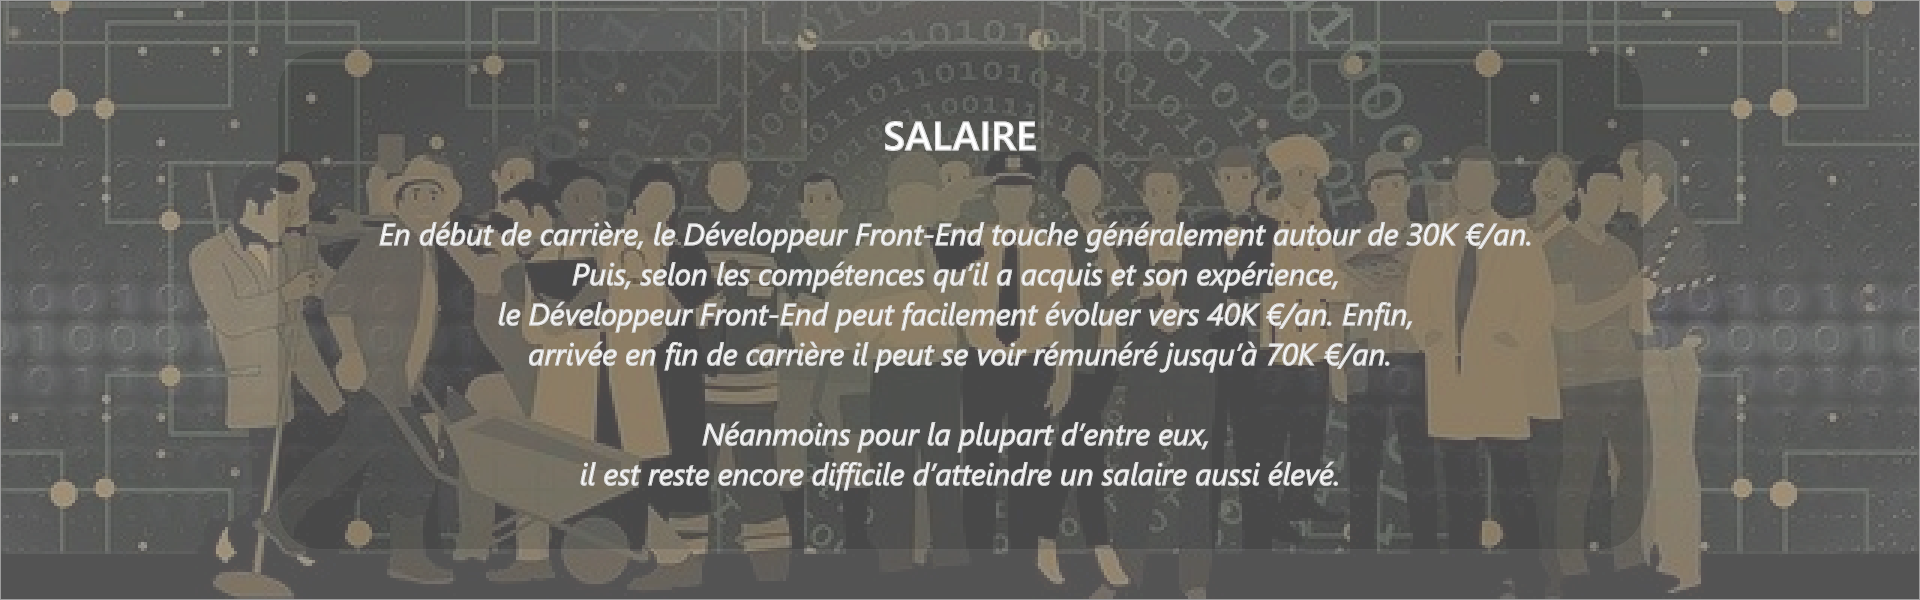 SALAIRE
En début de carrière, le Développeur Front-End touche généralement autour de 30K €/an.
Puis, selon les compétences qu'il a acquis et son expérience,
le Développeur Front-End peut facilement évoluer vers 40K €/an. Enfin,
arrivée en fin de carrière il peut se voir rémunéré jusqu'à 70K €/an.
Néanmoins pour la plupart d'entre eux,
il est reste encore difficile d'atteindre un salaire aussi élevé.